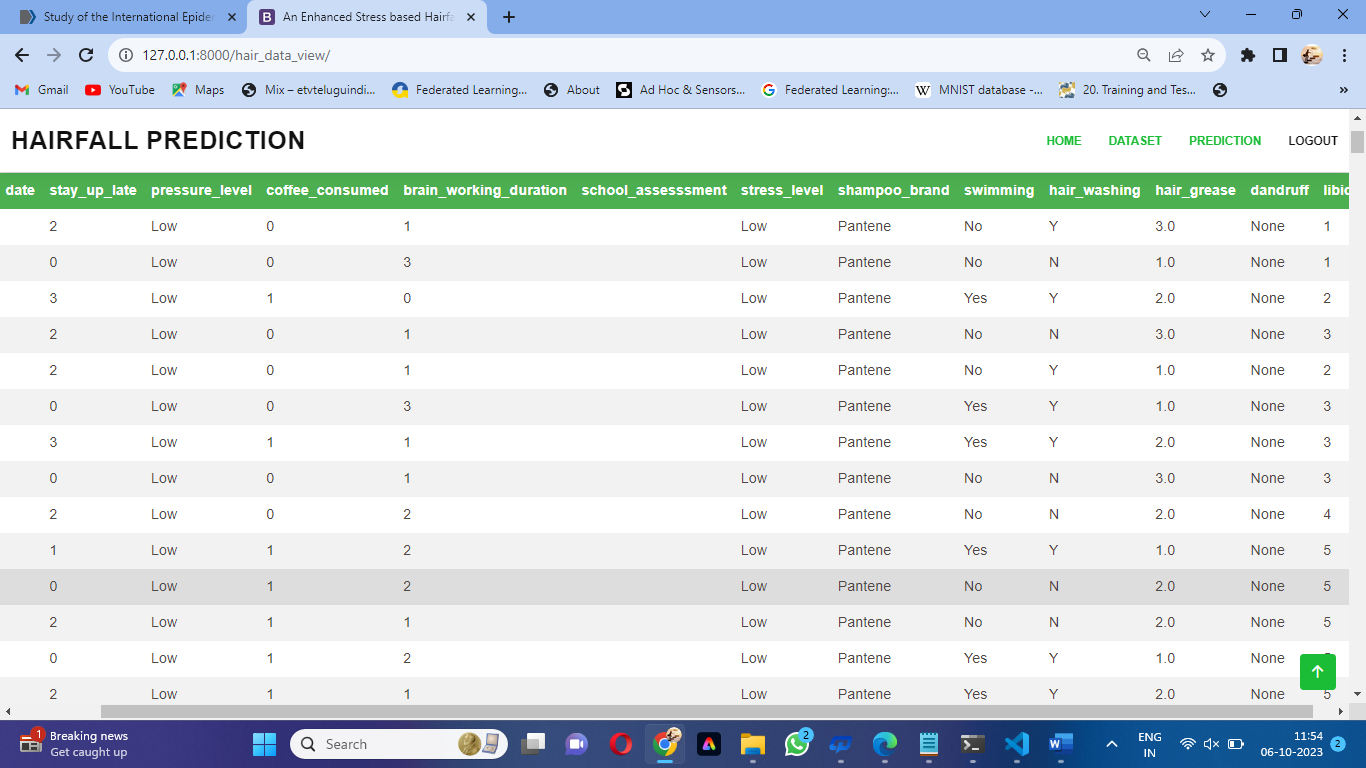 Study of the International Epider
An Enhanced Stress based Hairfa
127.0.0.1:8000/hair_data_view/
Gmail YouTube Maps Mix – etvteluguindi... Federated Learning... About Ad Hoc & Sensors... Federated Learning:... MNIST database -... 20. Training and Tes... »
HAIRFALL PREDICTION HOME DATASET PREDICTION LOGOUT
date stay_up_late pressure_level coffee_consumed brain_working_duration school_assesssment stress_level shampoo_brand swimming hair_washing hair_grease dandruff libic
2 Low 0 1 Low Pantene No Y 3.0 None 1
0 Low 0 3 Low Pantene No N 1.0 None 1
3 Low 1 0 Low Pantene Yes Y 2.0 None 2
2 Low 0 1 Low Pantene No N 3.0 None 3
2 Low 0 1 Low Pantene No Y 1.0 None 2
0 Low 0 3 Low Pantene Yes Y 1.0 None 3
3 Low 1 1 Low Pantene Yes Y 2.0 None 3
0 Low 0 1 Low Pantene No N 3.0 None 3
2 Low 0 2 Low Pantene No N 2.0 None 4
1 Low 1 2 Low Pantene Yes Y 1.0 None 5
0 Low 1 2 Low Pantene No N 2.0 None 5
2 Low 1 1 Low Pantene No N 2.0 None 5
0 Low 1 2 Low Pantene Yes Y 1.0 None
2 Low 1 1 Low Pantene Yes Y 2.0 None 5
1 Breaking news
Get caught up
Search
2
ENG
IN
11:54
06-10-2023
2